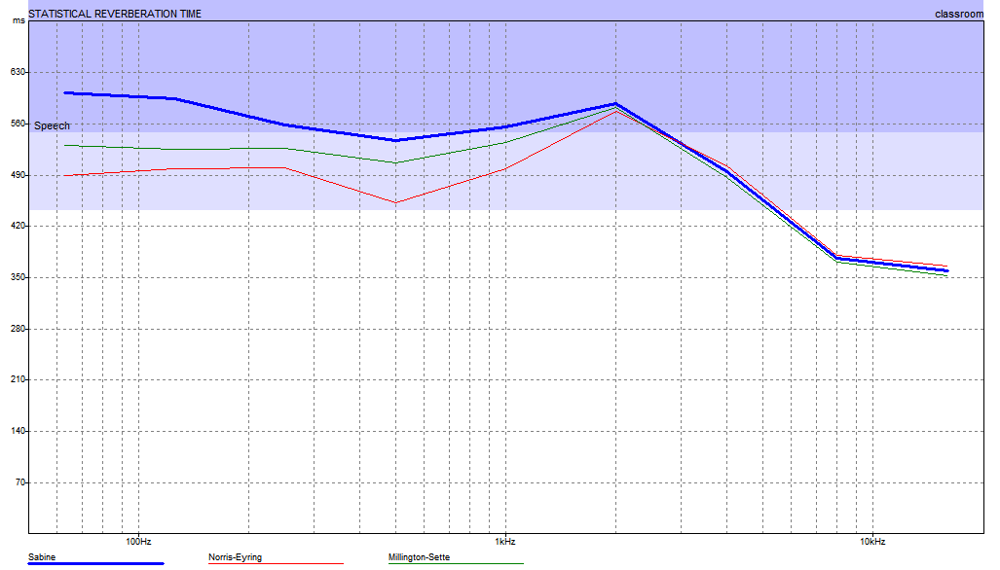 STATISTICAL REVERBERATION TIME classroom
ms
630
560
Speech
490
420
350
280
210
140
70
100Hz 1kHz 10kHz
Sabine Norris-Eyring Millington-Sette